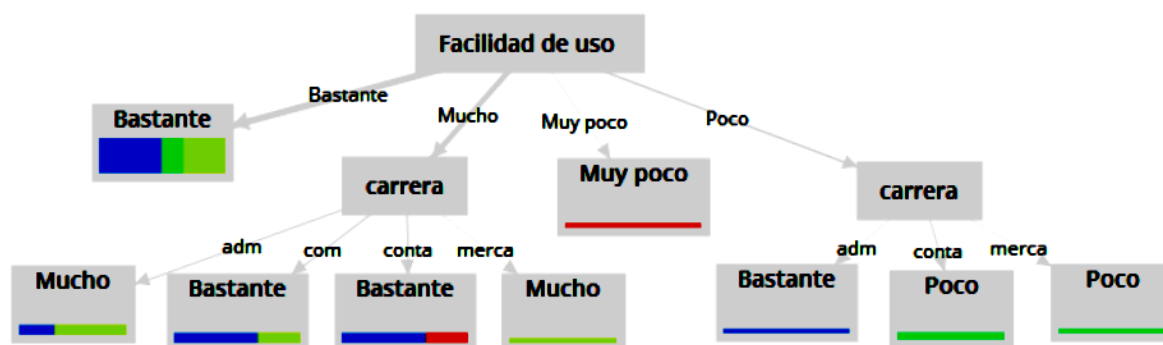 Facilidad de uso
Bastante
Mucho
Muy poco
Poco
Bastante
carrera
Muy poco
carrera
adm
com
conta
merca
adm
conta
merca
Mucho
Bastante
Bastante
Mucho
Bastante
Poco
Poco